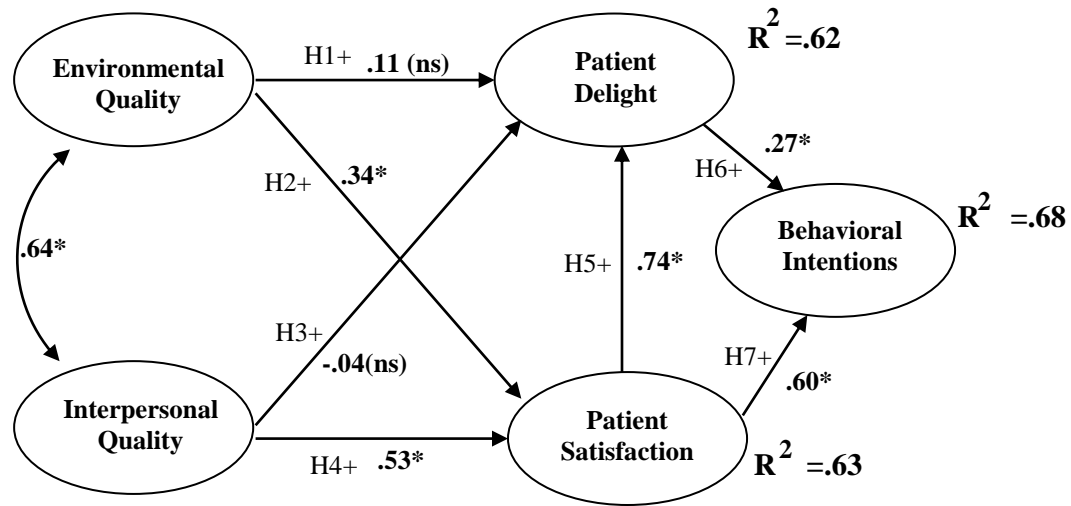 Environmental
Quality
H1+ .11 (ns)
Patient
Delight
R2 =.62
H2+ .34*
.27*
H6+
.64*
H5+ .74*
Behavioral
Intentions
R2 =.68
H3+
-.04(ns)
H7+
.60*
Interpersonal
Quality
H4+ .53*
Patient
Satisfaction
R2 =.63